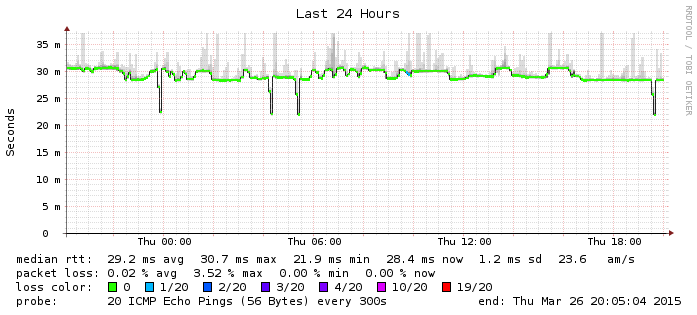 Last 24 Hours
RRDTOOL / TOBI OETIKER
Seconds
35 m
30 m
25 m
20 m
15 m
10 m
5 m
0
Thu 00:00 Thu 06:00 Thu 12:00 Thu 18:00
median rtt: 29.2 ms avg 30.7 ms max 21.9 ms min 28.4 ms now 1.2 ms sd 23.6 am/s
packet loss: 0.02 % avg 3.52 % max 0.00 % min 0.00 % now
loss color: 0 1/20 2/20 3/20 4/20 10/20 19/20
probe: 20 ICMP Echo Pings (56 Bytes) every 300s end: Thu Mar 26 20:05:04 2015